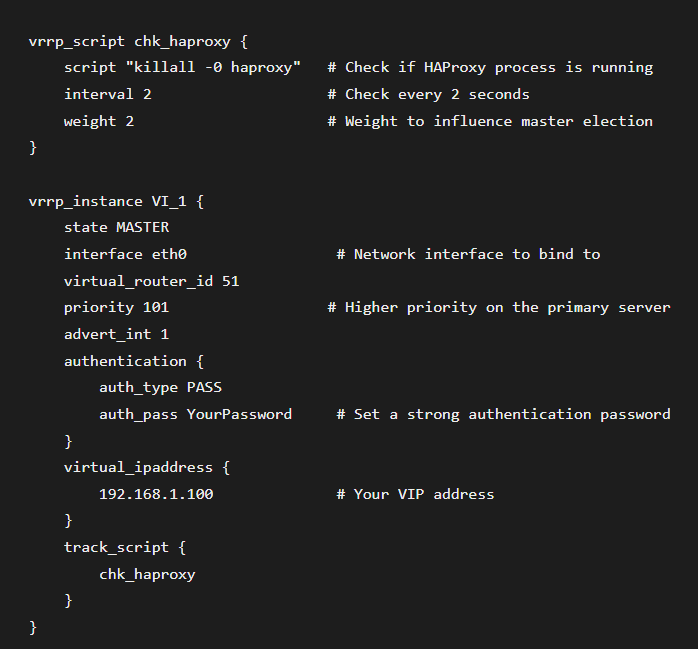 vrrp_script chk_haproxy {
    script "killall -0 haproxy"   # Check if HAProxy process is running
    interval 2                    # Check every 2 seconds
    weight 2                      # Weight to influence master election
}

vrrp_instance VI_1 {
    state MASTER
    interface eth0                 # Network interface to bind to
    virtual_router_id 51
    priority 101                  # Higher priority on the primary server
    advert_int 1
    authentication {
        auth_type PASS
        auth_pass YourPassword     # Set a strong authentication password
    }
    virtual_ipaddress {
        192.168.1.100              # Your VIP address
    }
    track_script {
        chk_haproxy
    }
}